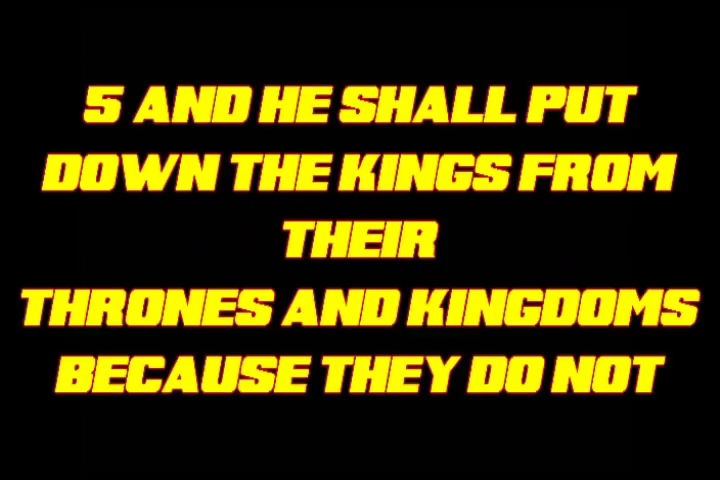 5 AND HE SHALL PUT
DOWN THE KINGS FROM
THEIR
THRONES AND KINGDOMS
BECAUSE THEY DO NOT